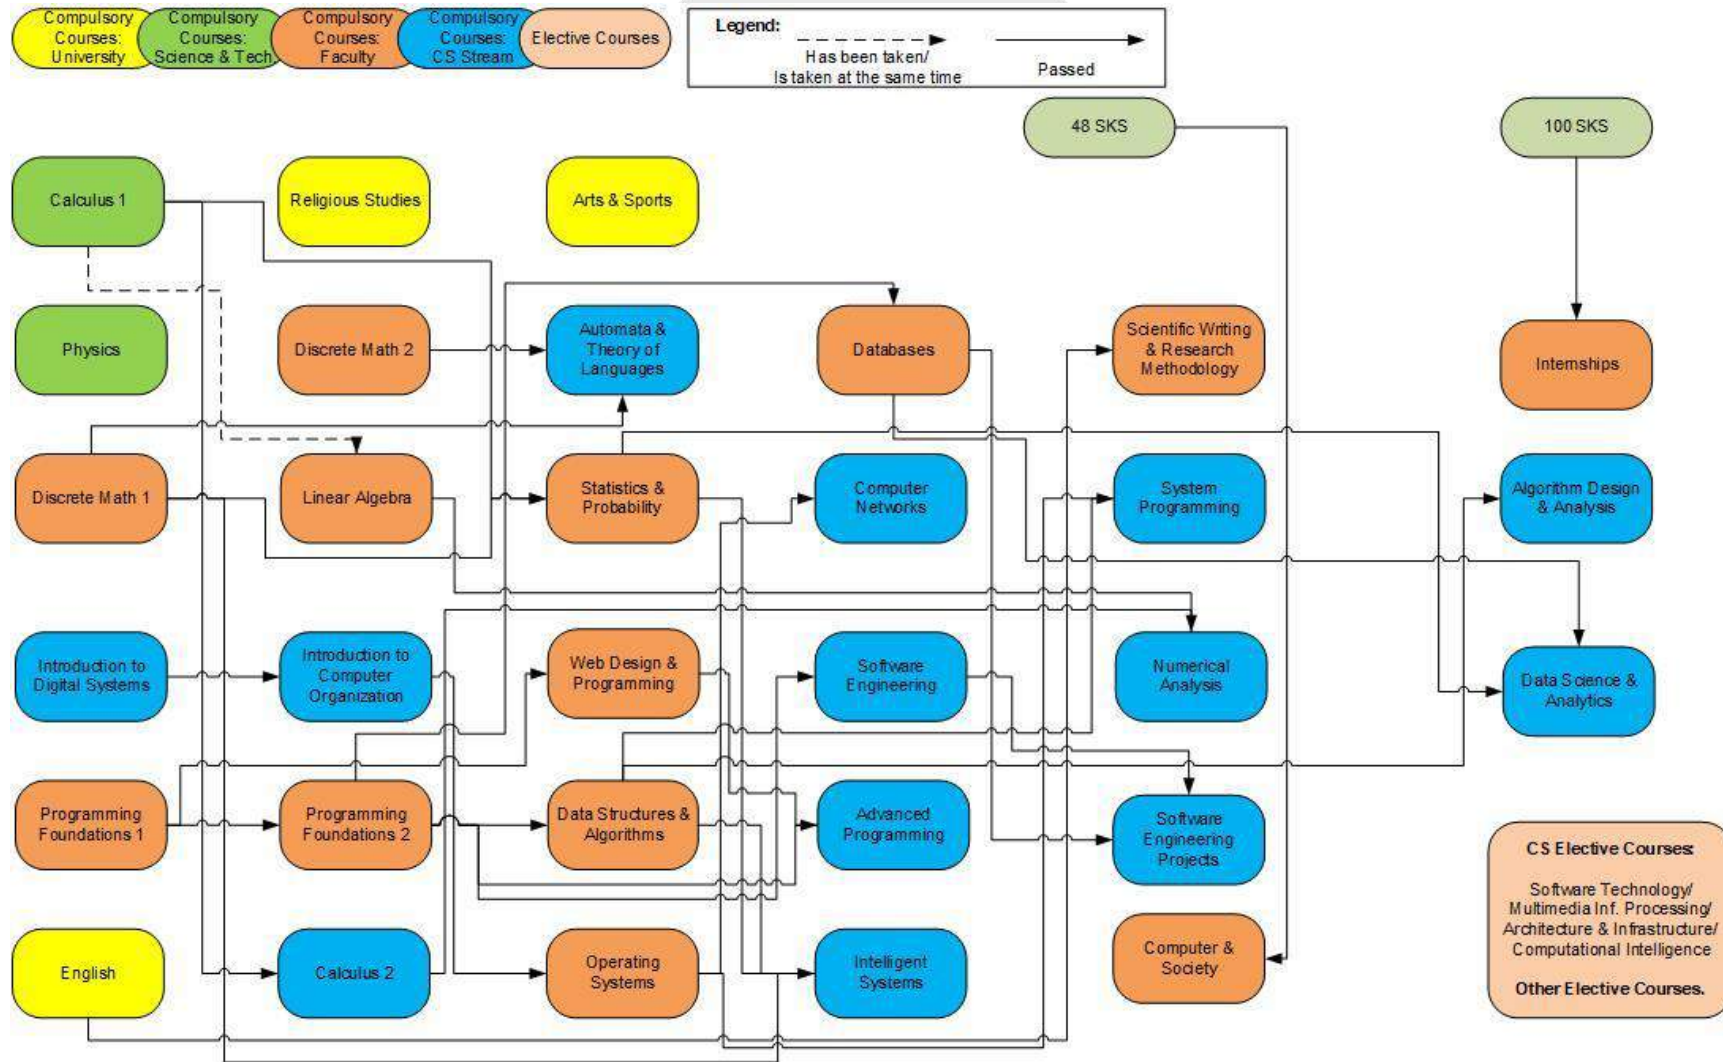 Compulsory
Courses:
University
Compulsory
Courses:
Science & Tech.
Compulsory
Courses:
Faculty
Compulsory
Courses:
CS Stream
Elective Courses
Legend:
Has been taken/
Is taken at the same time
Passed
48 SKS
100 SKS
Calculus 1
Religious Studies
Arts & Sports
Physics
Discrete Math 2
Automata &
Theory of
Languages
Databases
Scientific Writing
& Research
Methodology
Internships
Discrete Math 1
Linear Algebra
Statistics &
Probability
Computer
Networks
System
Programming
Algorithm Design
& Analysis
Introduction to
Digital Systems
Introduction to
Computer
Organization
Web Design &
Programming
Software
Engineering
Numerical
Analysis
Data Science &
Analytics
Programming
Foundations 1
Programming
Foundations 2
Data Structures &
Algorithms
Advanced
Programming
Software
Engineering
Projects
CS Elective Courses:
Software Technology/
Multimedia Inf. Processing/
Architecture & Infrastructure/
Computational Intelligence
Other Elective Courses.
English
Calculus 2
Operating
Systems
Intelligent
Systems
Computer &
Society